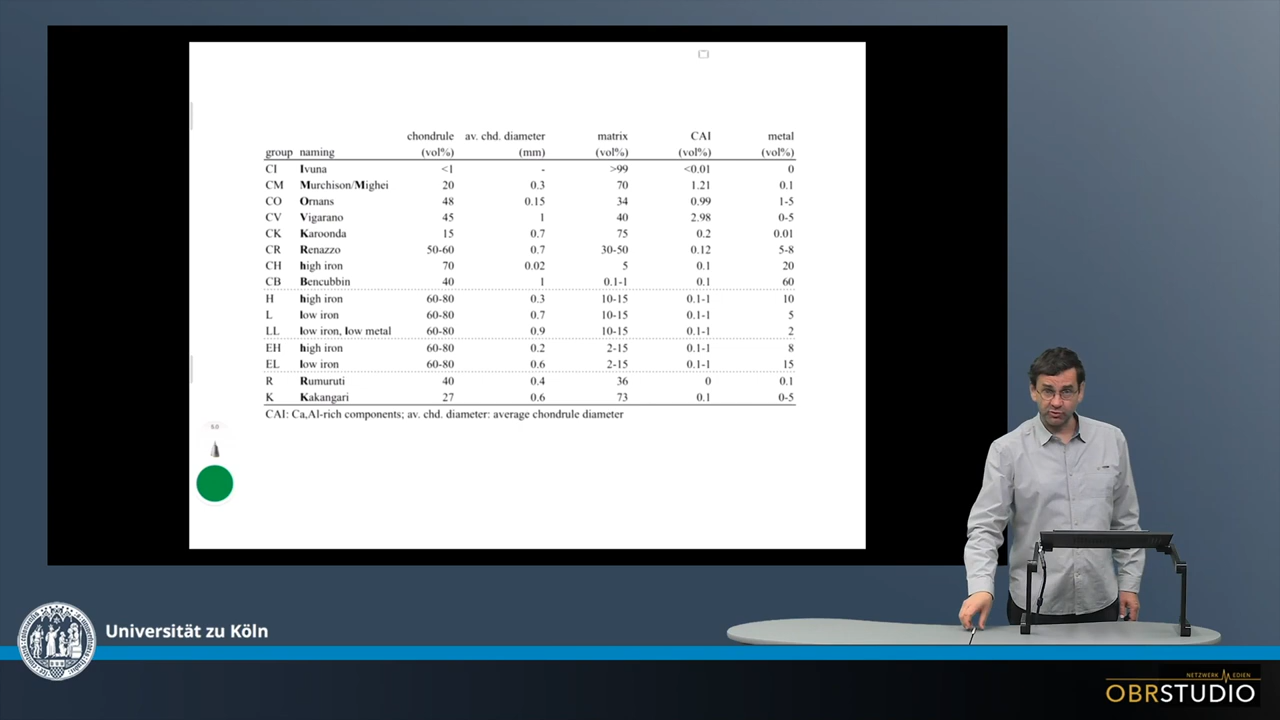 chondrule av. chd. diameter matrix CAI metal
group naming (vol%) (mm) (vol%) (vol%) (vol%)
CI Ivuna <1 - >99 <0.01 0
CM Murchison/Mighei 20 0.3 70 1.21 0.1
CO Ornans 48 0.15 34 0.99 1-5
CV Vigarano 45 1 40 2.98 0-5
CK Karoonda 15 0.7 75 0.2 0.01
CR Renazzo 50-60 0.7 30-50 0.12 5-8
CH high iron 70 0.02 5 0.1 20
CB Bencubbin 40 1 0.1-1 0.1 60
H high iron 60-80 0.3 10-15 0.1-1 10
L low iron 60-80 0.7 10-15 0.1-1 5
LL low iron, low metal 60-80 0.9 10-15 0.1-1 2
EH high iron 60-80 0.2 2-15 0.1-1 8
EL low iron 60-80 0.6 2-15 0.1-1 15
R Rumuruti 40 0.4 36 0 0.1
K Kakangari 27 0.6 73 0.1 0-5
CAI: Ca,Al-rich components; av. chd. diameter: average chondrule diameter
5.0
Universität zu Köln
NETZWERK MEDIEN
OBRSTUDIO